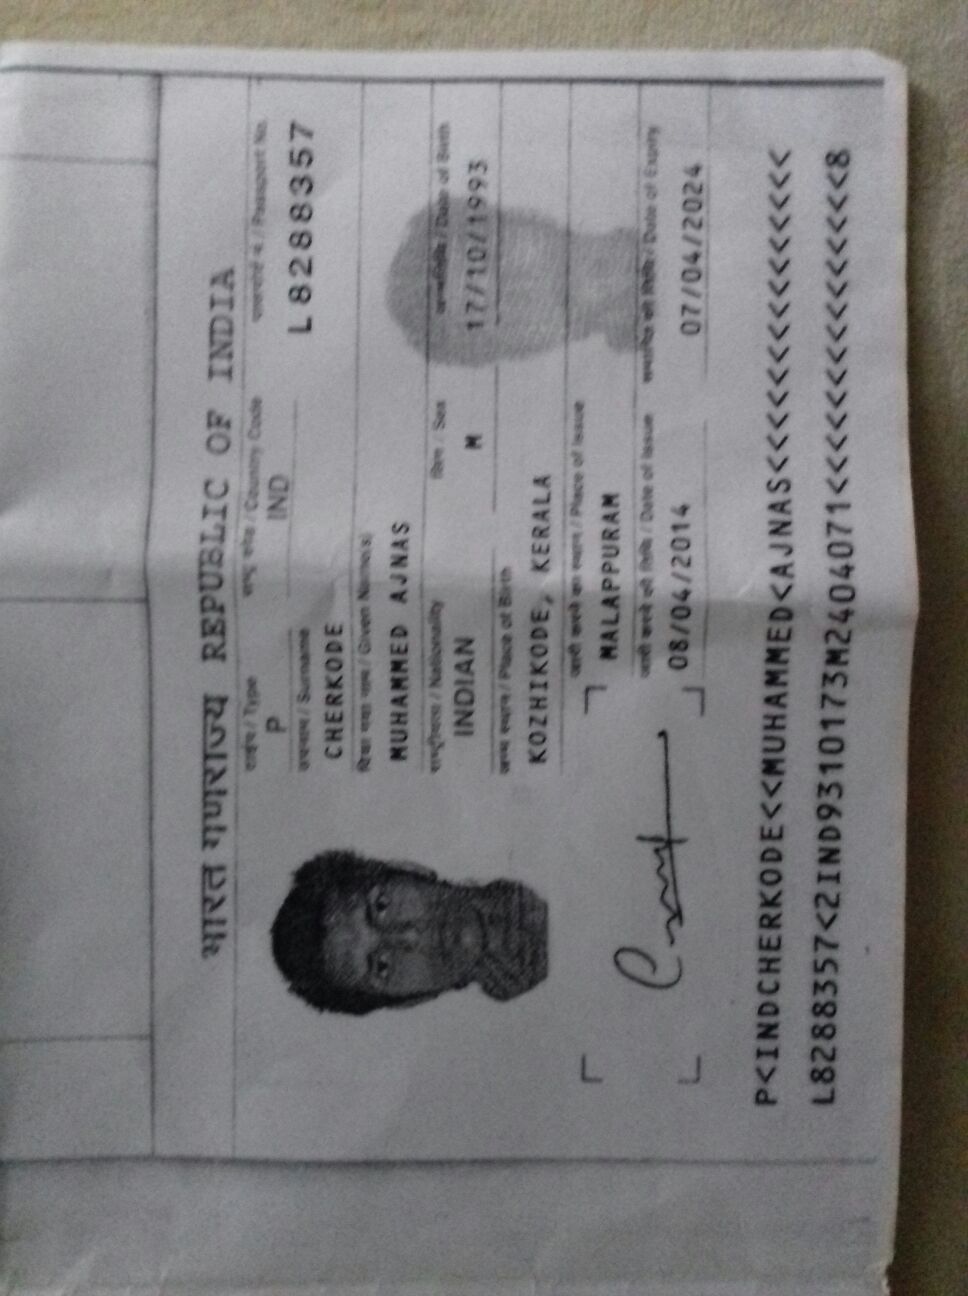 भारत गणराज्य REPUBLIC OF INDIA
टाईप / Type
राष्ट्र कोड / Country Code
पासपोर्ट नं. / Passport No.
P
IND
L8288357
उपनाम / Surname
CHERKODE
दिया गया नाम / Given Name(s)
MUHAMMED AJNAS
राष्ट्रीयता / Nationality
लिंग / Sex
जन्मतिथि / Date of Birth
INDIAN
M
17/10/1993
जन्म स्थान / Place of Birth
KOZHIKODE, KERALA
जारी करने का स्थान / Place of Issue
MALAPPURAM
जारी करने की तिथि / Date of Issue
समाप्ति की तिथि / Date of Expiry
08/04/2014
07/04/2024
P<INDCHERKODE<<MUHAMMED<AJNAS<<<<<<<<<<<<<<<
L8288357<2IND9310173M2404071<<<<<<<<<<<<<<<8